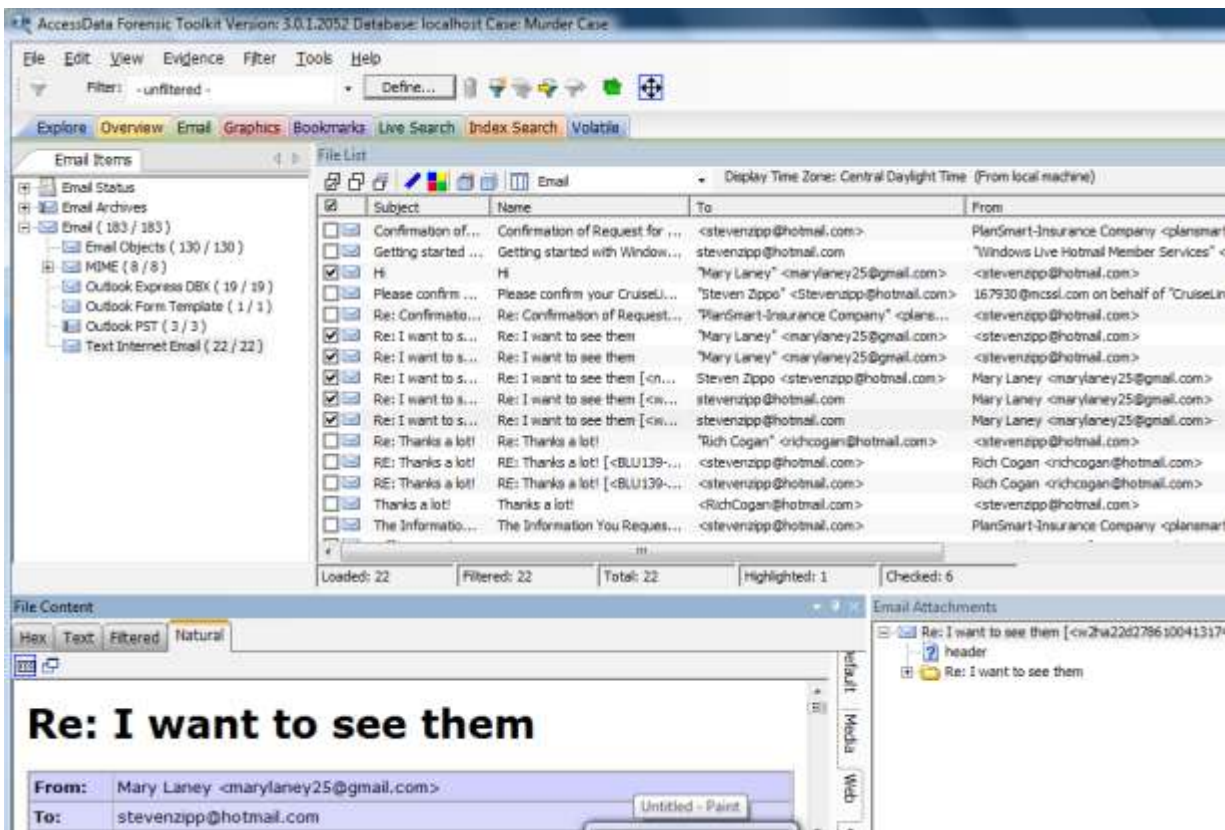 AccessData Forensic Toolkit Version: 3.0.1.2052 Database: localhost Case: Murder Case
File Edit View Evidence Filter Tools Help
Filter: - unfiltered - Define...
Explore Overview Email Graphics Bookmarks Live Search Index Search Volatile
Email Items
Email Status
Email Archives
Email ( 183 / 183 )
Email Objects ( 130 / 130 )
MIME ( 8 / 8 )
Outlook Express DBX ( 19 / 19 )
Outlook Form Template ( 1 / 1 )
Outlook PST ( 3 / 3 )
Text Internet Email ( 22 / 22 )
File List
Email Display Time Zone: Central Daylight Time (From local machine)
Subject Name To From
Confirmation of... Confirmation of Request for ... <stevenzipp@hotmail.com> PlanSmart-Insurance Company <plansmart
Getting started ... Getting started with Window... stevenzipp@hotmail.com "Windows Live Hotmail Member Services" <
Hi Hi "Mary Laney" <marylaney25@gmail.com> <stevenzipp@hotmail.com>
Please confirm ... Please confirm your CruiseLi... "Steven Zippo" <Stevenzipp@hotmail.com> 167930@mcssl.com on behalf of "CruiseLin
Re: Confirmatio... Re: Confirmation of Request... "PlanSmart-Insurance Company" <plans... <stevenzipp@hotmail.com>
Re: I want to s... Re: I want to see them "Mary Laney" <marylaney25@gmail.com> <stevenzipp@hotmail.com>
Re: I want to s... Re: I want to see them "Mary Laney" <marylaney25@gmail.com> <stevenzipp@hotmail.com>
Re: I want to s... Re: I want to see them [<n... Steven Zippo <stevenzipp@hotmail.com> Mary Laney <marylaney25@gmail.com>
Re: I want to s... Re: I want to see them [<w... stevenzipp@hotmail.com Mary Laney <marylaney25@gmail.com>
Re: I want to s... Re: I want to see them [<w... stevenzipp@hotmail.com Mary Laney <marylaney25@gmail.com>
Re: Thanks a lot! Re: Thanks a lot! "Rich Cogan" <richcogan@hotmail.com> <stevenzipp@hotmail.com>
RE: Thanks a lot! RE: Thanks a lot! [<BLU139-... <stevenzipp@hotmail.com> Rich Cogan <richcogan@hotmail.com>
RE: Thanks a lot! RE: Thanks a lot! [<BLU139-... <stevenzipp@hotmail.com> Rich Cogan <richcogan@hotmail.com>
Thanks a lot! Thanks a lot! <RichCogan@hotmail.com> <stevenzipp@hotmail.com>
The Informatio... The Information You Reques... <stevenzipp@hotmail.com> PlanSmart-Insurance Company <plansmart
Loaded: 22 Filtered: 22 Total: 22 Highlighted: 1 Checked: 6
File Content
Hex Text Filtered Natural
Re: I want to see them
From: Mary Laney <marylaney25@gmail.com>
To: stevenzipp@hotmail.com
Untitled - Paint
efault
Media
Web
Email Attachments
Re: I want to see them
header
Re: I want to see them